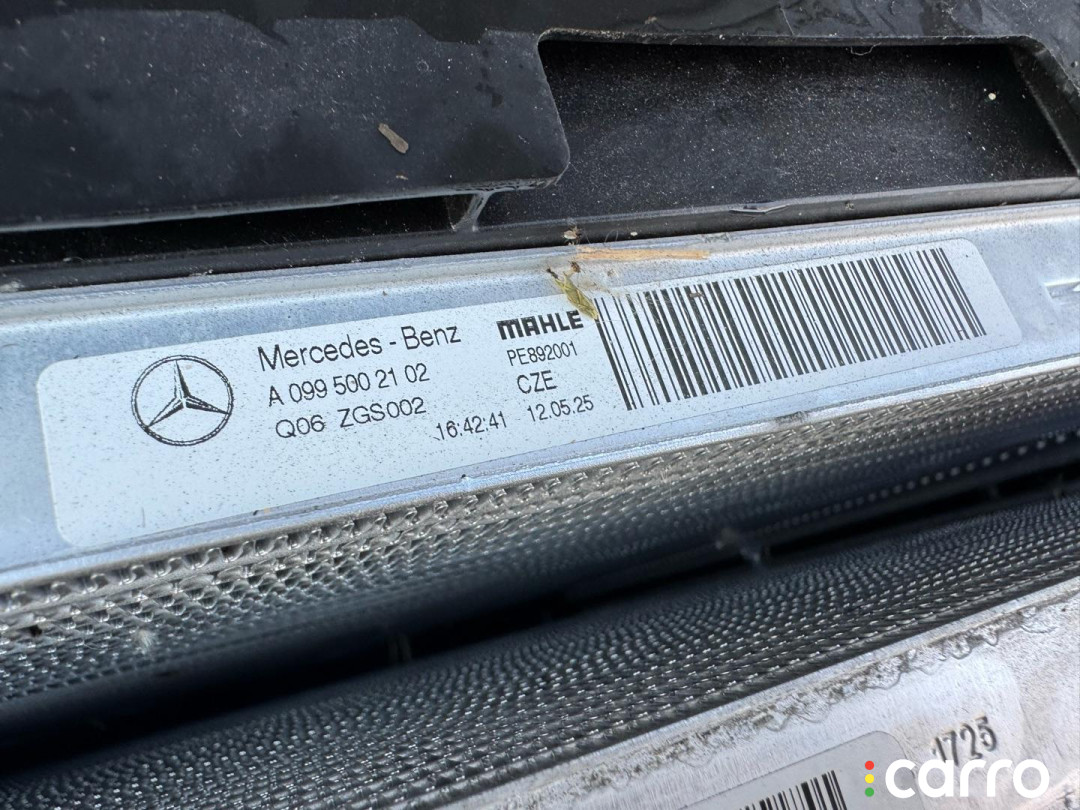 Mercedes-Benz
A 099 500 21 02
Q06 ZGS002
MAHLE
PE892001
CZE
16:42:41 12.05.25
1725
carro